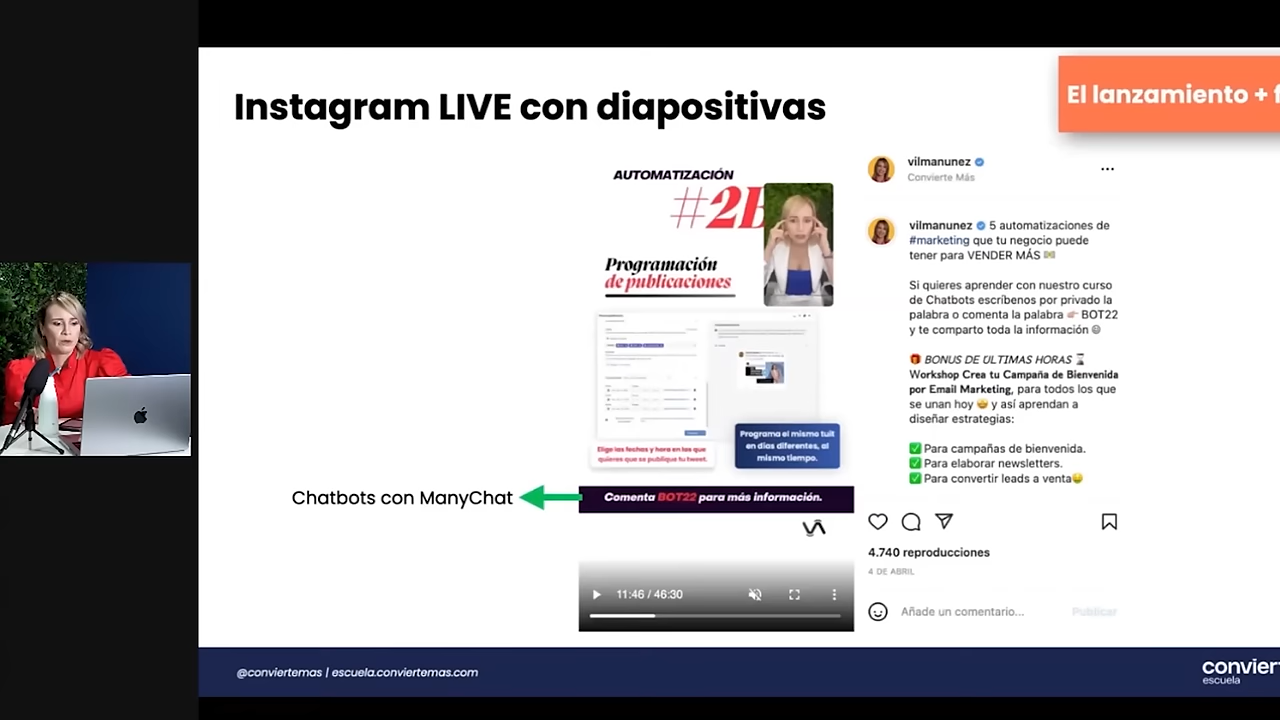 Instagram LIVE con diapositivas
El lanzamiento + f
AUTOMATIZACIÓN
#2B
Programación
de publicaciones
Elige las fechas y hora en las que
quieres que se publique tu tweet.
Programa el mismo tuit
en días diferentes, al
mismo tiempo.
Chatbots con ManyChat
Comenta BOT22 para más información.
11:46 / 46:30
vilmanunez
Convierte Más
vilmanunez 5 automatizaciones de
#marketing que tu negocio puede
tener para VENDER MÁS 💵
Si quieres aprender con nuestro curso
de Chatbots escríbenos por privado la
palabra o comenta la palabra 👉🏻 BOT22
y te comparto toda la información
🎁 BONUS DE ULTIMAS HORAS ⌛
Workshop Crea tu Campaña de Bienvenida
por Email Marketing, para todos los que
se unan hoy 🤩 y así aprendan a
diseñar estrategias:
✅ Para campañas de bienvenida.
✅ Para elaborar newsletters.
✅ Para convertir leads a venta🤑
4.740 reproducciones
4 DE ABRIL
Añade un comentario...
Publicar
@conviertemas | escuela.conviertemas.com
convier
escuela